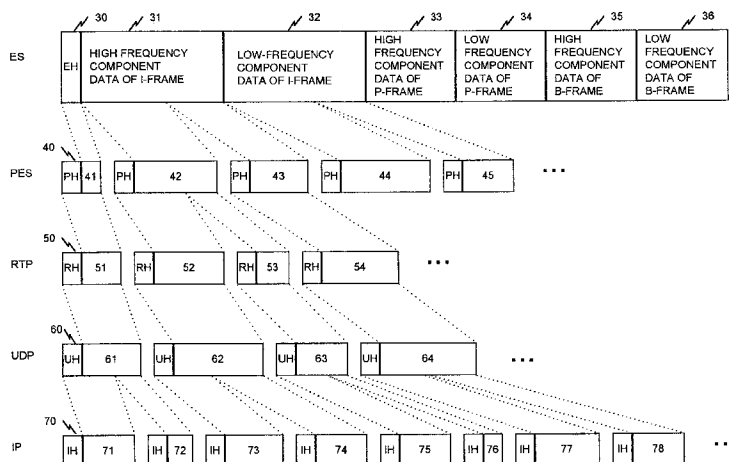 30 31 32 33 34 35 36
ES
EH
HIGH FREQUENCY
COMPONENT
DATA OF I-FRAME
LOW-FREQUENCY
COMPONENT
DATA OF I-FRAME
HIGH
FREQUENCY
COMPONENT
DATA OF
P-FRAME
LOW
FREQUENCY
COMPONENT
DATA OF
P-FRAME
HIGH
FREQUENCY
COMPONENT
DATA OF
B-FRAME
LOW
FREQUENCY
COMPONENT
DATA OF
B-FRAME
40
PES PH 41 PH 42 PH 43 PH 44 PH 45 ...
50
RTP RH 51 RH 52 RH 53 RH 54 ...
60
UDP UH 61 UH 62 UH 63 UH 64 ...
70
IP IH 71 IH 72 IH 73 IH 74 IH 75 IH 76 IH 77 IH 78 ..